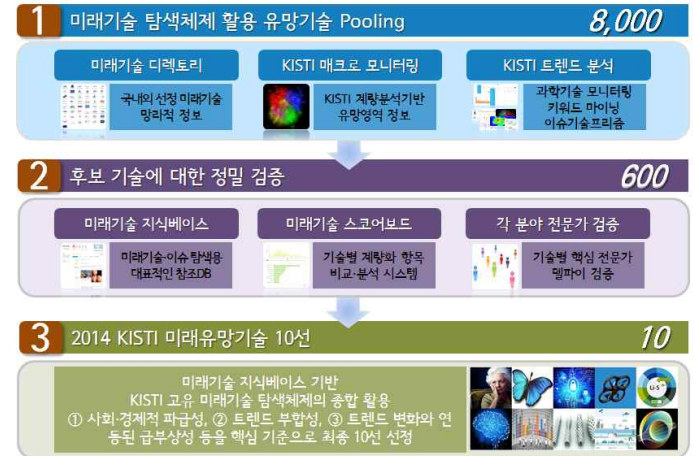 1 미래기술 탐색체제 활용 유망기술 Pooling 8,000
미래기술 디렉토리
국내외 선정 미래기술
망라적 정보
KISTI 매크로 모니터링
KISTI 계량분석기반
유망영역 정보
KISTI 트렌드 분석
과학기술 모니터링
키워드 마이닝
이슈기술프리즘
2 후보 기술에 대한 정밀 검증 600
미래기술 지식베이스
미래기술·이슈 탐색용
대표적인 참조DB
미래기술 스코어보드
기술별 계량화 항목
비교·분석 시스템
각 분야 전문가 검증
기술별 핵심 전문가
델파이 검증
3 2014 KISTI 미래유망기술 10선 10
미래기술 지식베이스 기반
KISTI 고유 미래기술 탐색체제의 종합 활용
① 사회·경제적 파급성, ② 트렌드 부합성, ③ 트렌드 변화와 연
동된 급부상성 등을 핵심 기준으로 최종 10선 선정
Li-S